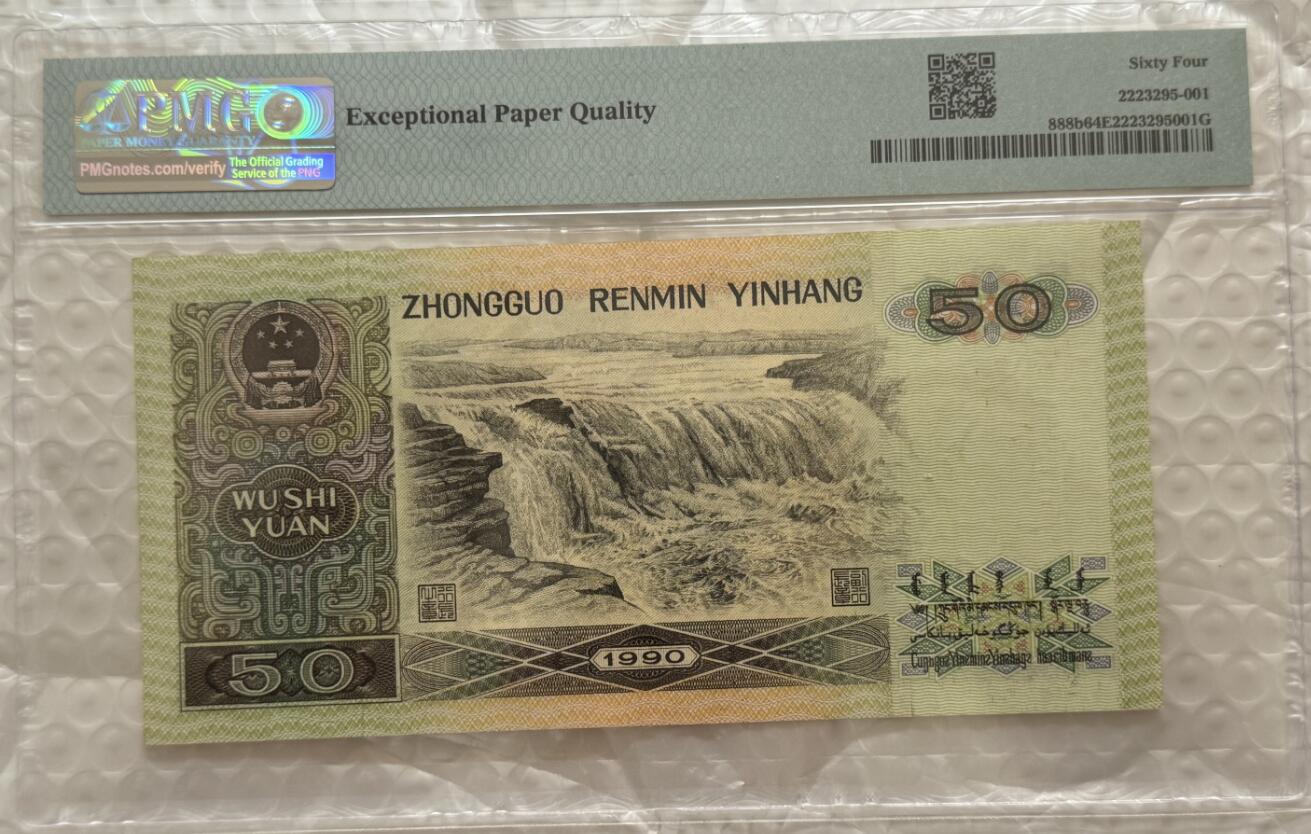 PMG
PAPER MONEY GUARANTY
PMGnotes.com/verify
The Official Grading
Service of the PNG
Exceptional Paper Quality
Sixty Four
2223295-001
888b64E2223295001G
ZHONGGUO RENMIN YINHANG
50
WU SHI
YUAN
50
1990